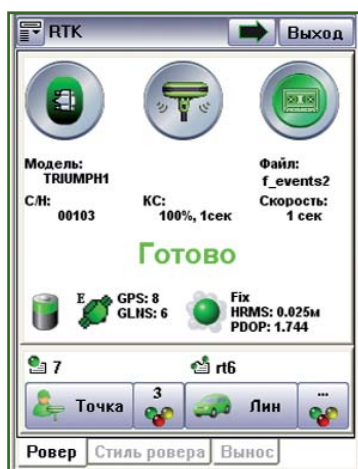 RTK
Выход
Модель:
TRIUMPH1
Файл:
f_events2
С/Н:
00103
КС:
100%, 1сек
Скорость:
1 сек
Готово
E
GPS: 8
GLNS: 6
Fix
HRMS: 0.025м
PDOP: 1.744
7
rt6
Точка
3
Лин
...
Ровер
Стиль ровера
Вынос